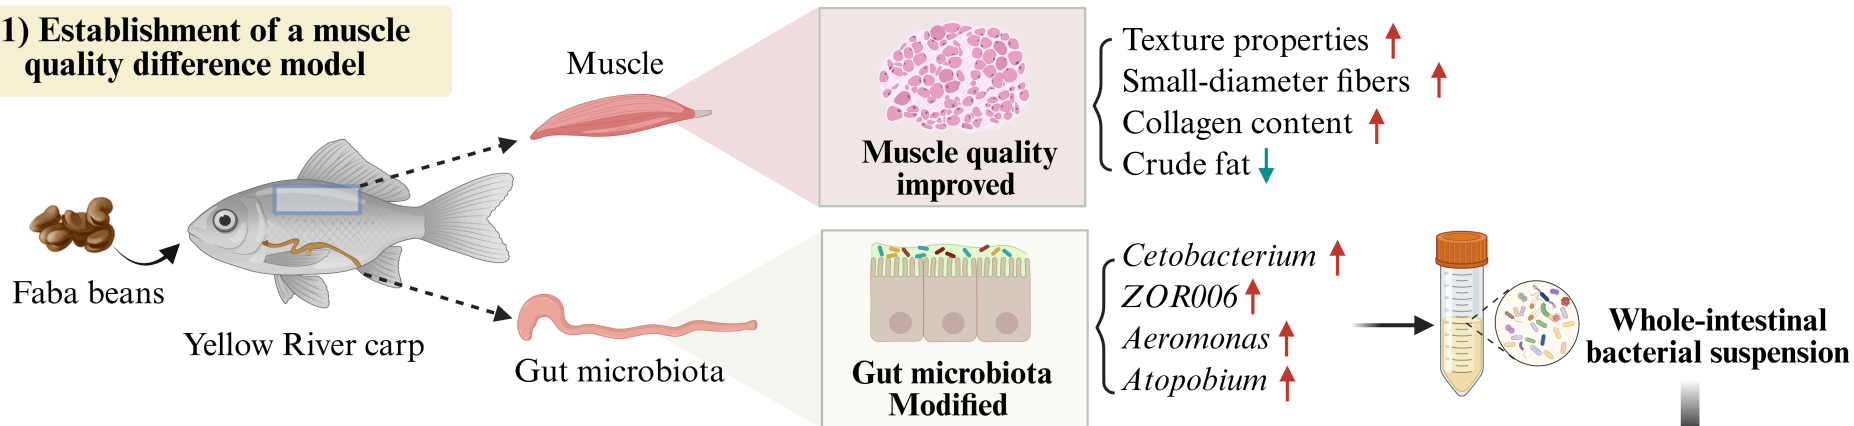 1) Establishment of a muscle
quality difference model
Muscle
Faba beans
Yellow River carp
Gut microbiota
Muscle quality
improved
Texture properties
Small-diameter fibers
Collagen content
Crude fat
Gut microbiota
Modified
Cetobacterium
ZOR006
Aeromonas
Atopobium
Whole-intestinal
bacterial suspension